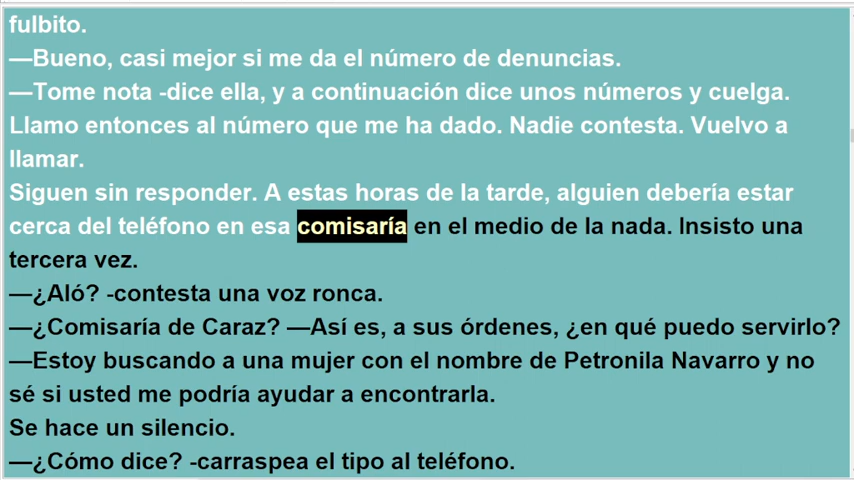 fulbito.
—Bueno, casi mejor si me da el número de denuncias.
—Tome nota -dice ella, y a continuación dice unos números y cuelga.
Llamo entonces al número que me ha dado. Nadie contesta. Vuelvo a
llamar.
Siguen sin responder. A estas horas de la tarde, alguien debería estar
cerca del teléfono en esa comisaría en el medio de la nada. Insisto una
tercera vez.
—¿Aló? -contesta una voz ronca.
—¿Comisaría de Caraz? —Así es, a sus órdenes, ¿en qué puedo servirlo?
—Estoy buscando a una mujer con el nombre de Petronila Navarro y no
sé si usted me podría ayudar a encontrarla.
Se hace un silencio.
—¿Cómo dice? -carraspea el tipo al teléfono.